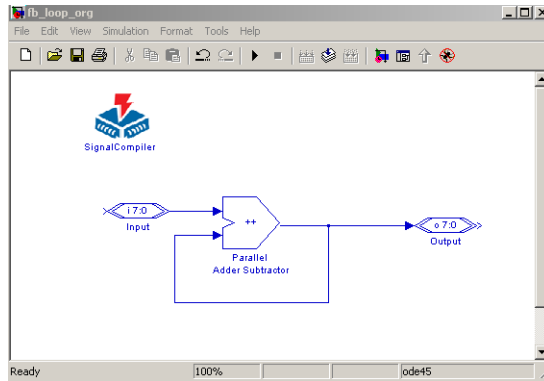 fb_loop_org
File Edit View Simulation Format Tools Help
SignalCompiler
i 7:0
Input
++
Parallel
Adder Subtractor
o 7:0
Output
Ready 100% ode45